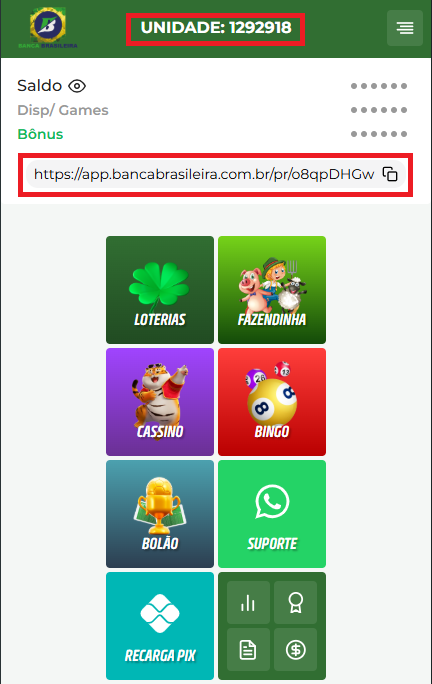 BANCA BRASILEIRA
UNIDADE: 1292918
Saldo
Disp/ Games
Bônus
https://app.bancabrasileira.com.br/pr/o8qpDHGw
LOTERIAS
FAZENDINHA
CASSINO
BINGO
BOLÃO
SUPORTE
RECARGA PIX